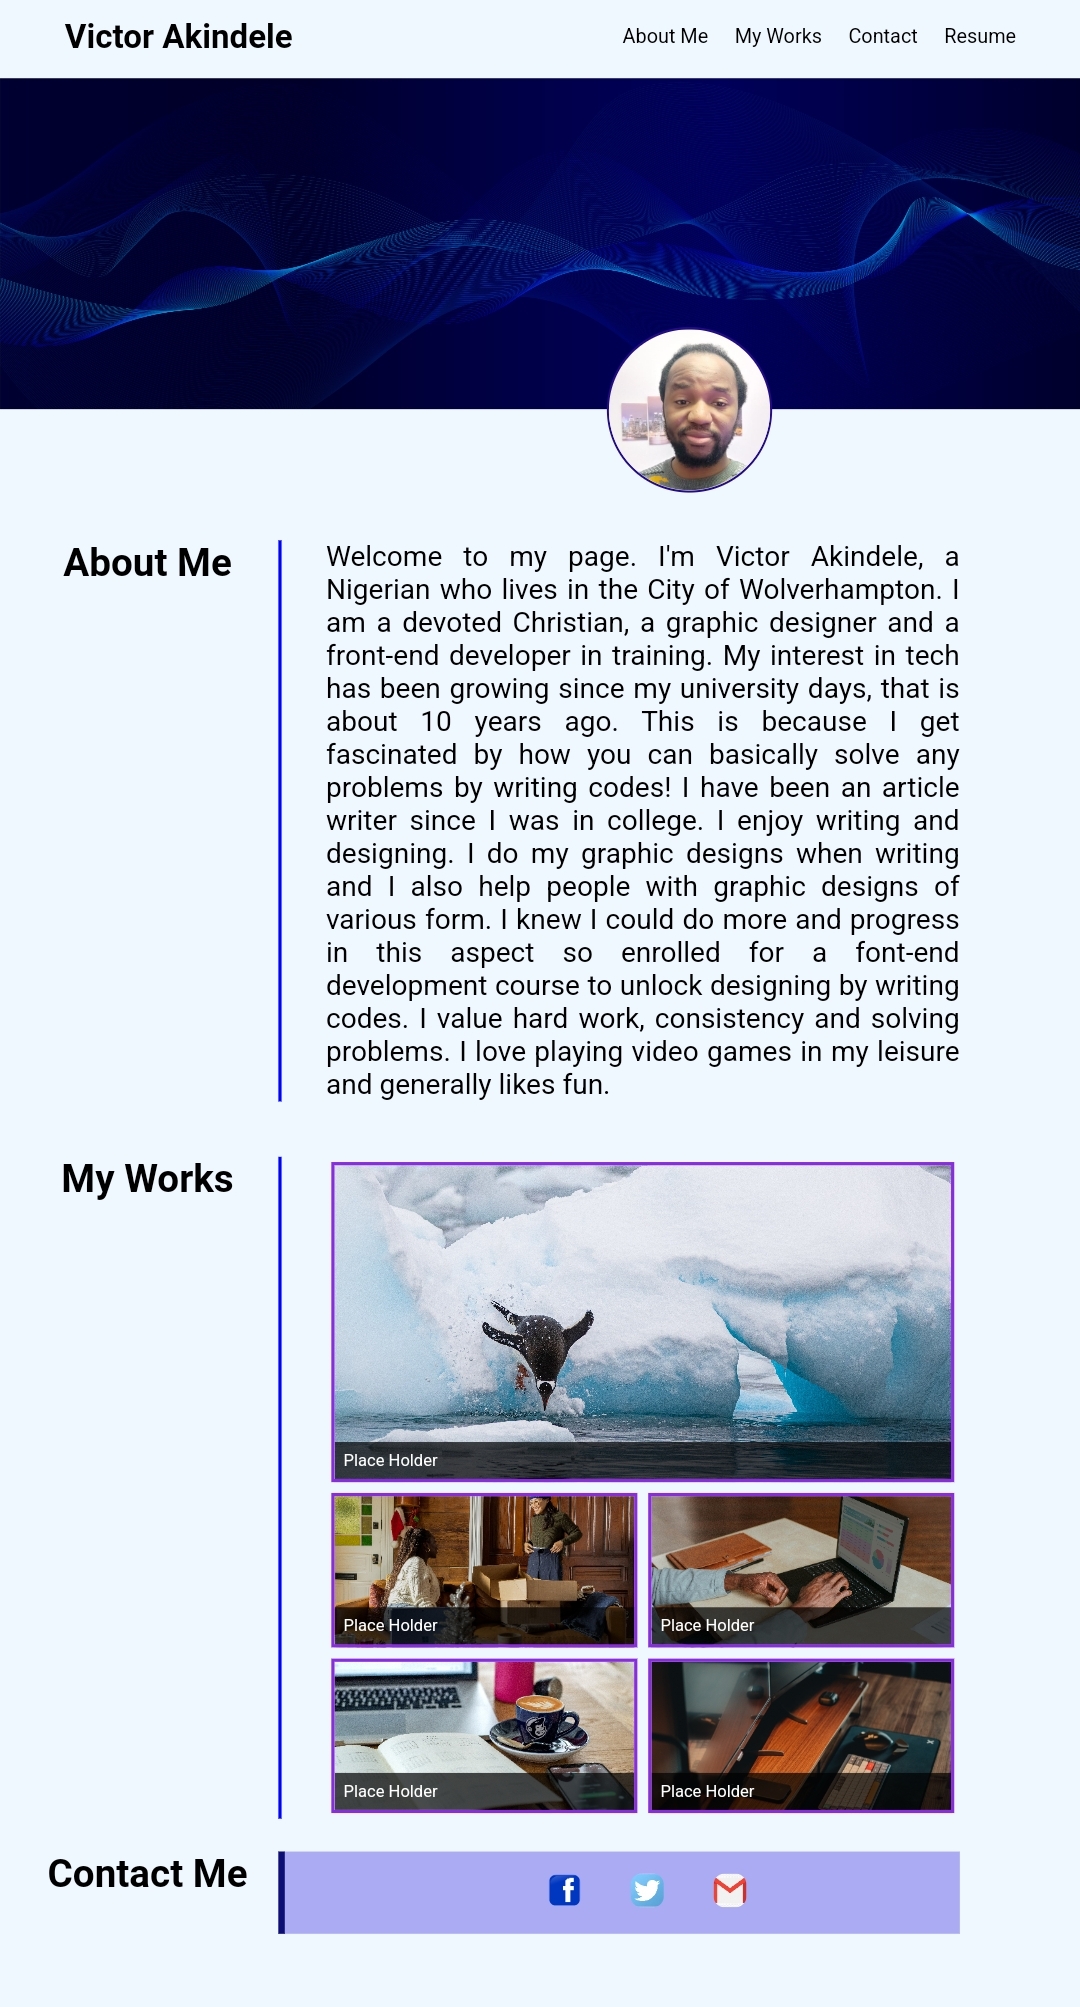 Victor Akindele
About Me My Works Contact Resume
About Me
Welcome to my page. I'm Victor Akindele, a
Nigerian who lives in the City of Wolverhampton. I
am a devoted Christian, a graphic designer and a
front-end developer in training. My interest in tech
has been growing since my university days, that is
about 10 years ago. This is because I get
fascinated by how you can basically solve any
problems by writing codes! I have been an article
writer since I was in college. I enjoy writing and
designing. I do my graphic designs when writing
and I also help people with graphic designs of
various form. I knew I could do more and progress
in this aspect so enrolled for a font-end
development course to unlock designing by writing
codes. I value hard work, consistency and solving
problems. I love playing video games in my leisure
and generally likes fun.
My Works
Place Holder
Place Holder
Place Holder
Place Holder
Place Holder
Contact Me